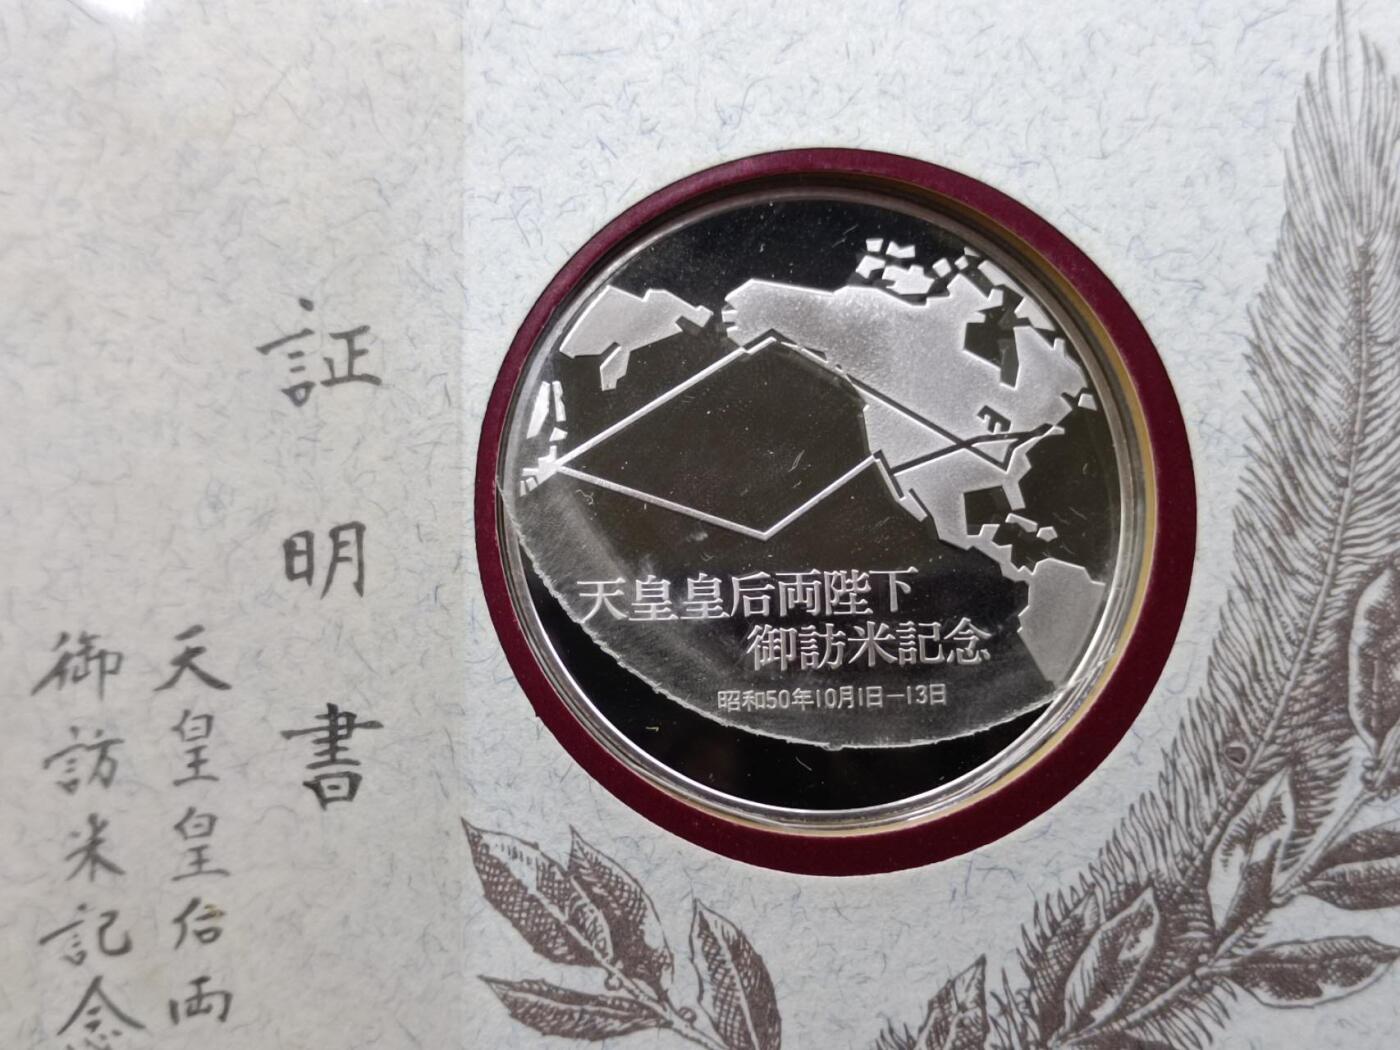 証明書
天皇皇后両
御訪米記念
天皇皇后両陛下
御訪米記念
昭和50年10月1日－13日